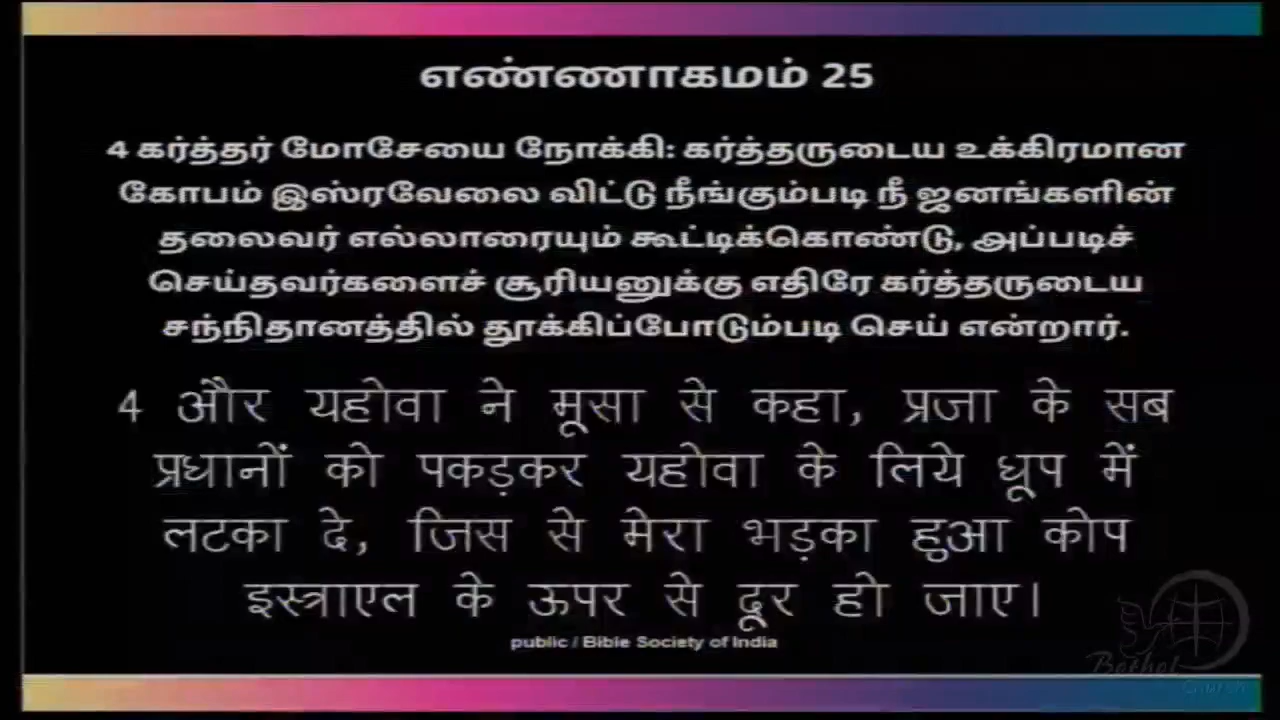 எண்ணாகமம் 25
4 கர்த்தர் மோசேயை நோக்கி: கர்த்தருடைய உக்கிரமான
கோபம் இஸ்ரவேலை விட்டு நீங்கும்படி நீ ஜனங்களின்
தலைவர் எல்லாரையும் கூட்டிக்கொண்டு, அப்படிச்
செய்தவர்களைச் சூரியனுக்கு எதிரே கர்த்தருடைய
சந்நிதானத்தில் தூக்கிப்போடும்படி செய் என்றார்.
4 और यहोवा ने मूसा से कहा, प्रजा के सब
प्रधानों को पकड़कर यहोवा के लिये धूप में
लटका दे, जिस से मेरा भड़का हुआ कोप
इस्त्राएल के ऊपर से दूर हो जाए।
public / Bible Society of India
Bethel
Church